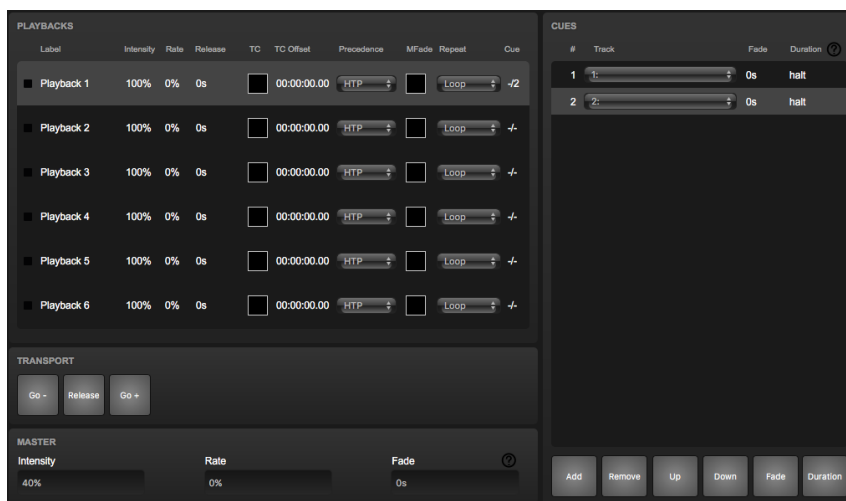 PLAYBACKS
Label Intensity Rate Release TC TC Offset Precedence MFade Repeat Cue
Playback 1 100% 0% 0s 00:00:00.00 HTP Loop -/2
Playback 2 100% 0% 0s 00:00:00.00 HTP Loop -/-
Playback 3 100% 0% 0s 00:00:00.00 HTP Loop -/-
Playback 4 100% 0% 0s 00:00:00.00 HTP Loop -/-
Playback 5 100% 0% 0s 00:00:00.00 HTP Loop -/-
Playback 6 100% 0% 0s 00:00:00.00 HTP Loop -/-
TRANSPORT
Go - Release Go +
MASTER
Intensity Rate Fade ?
40% 0% 0s
CUES
# Track Fade Duration ?
1 1: 0s halt
2 2: 0s halt
Add Remove Up Down Fade Duration